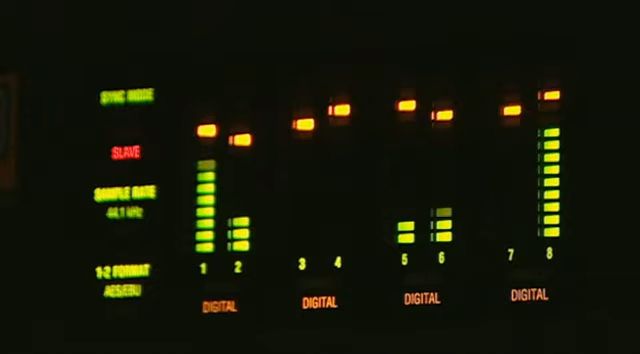 SYNC MODE
SLAVE
SAMPLE RATE
44.1 kHz
1-2 FORMAT
AES/EBU
1 2 3 4 5 6 7 8
DIGITAL DIGITAL DIGITAL DIGITAL